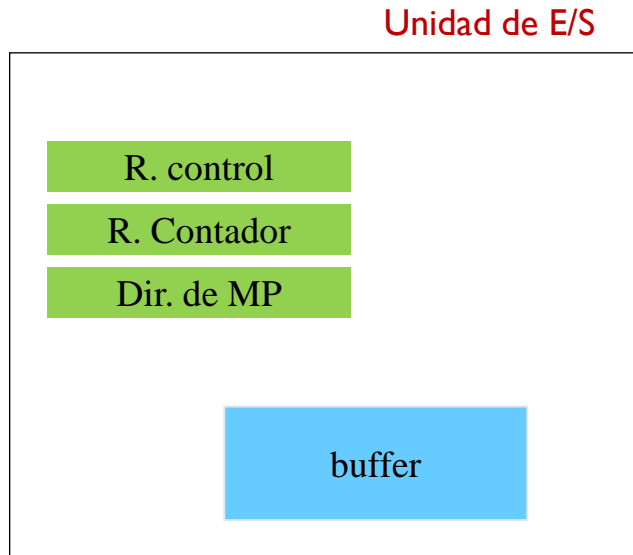 Unidad de E/S
R. control
R. Contador
Dir. de MP
buffer